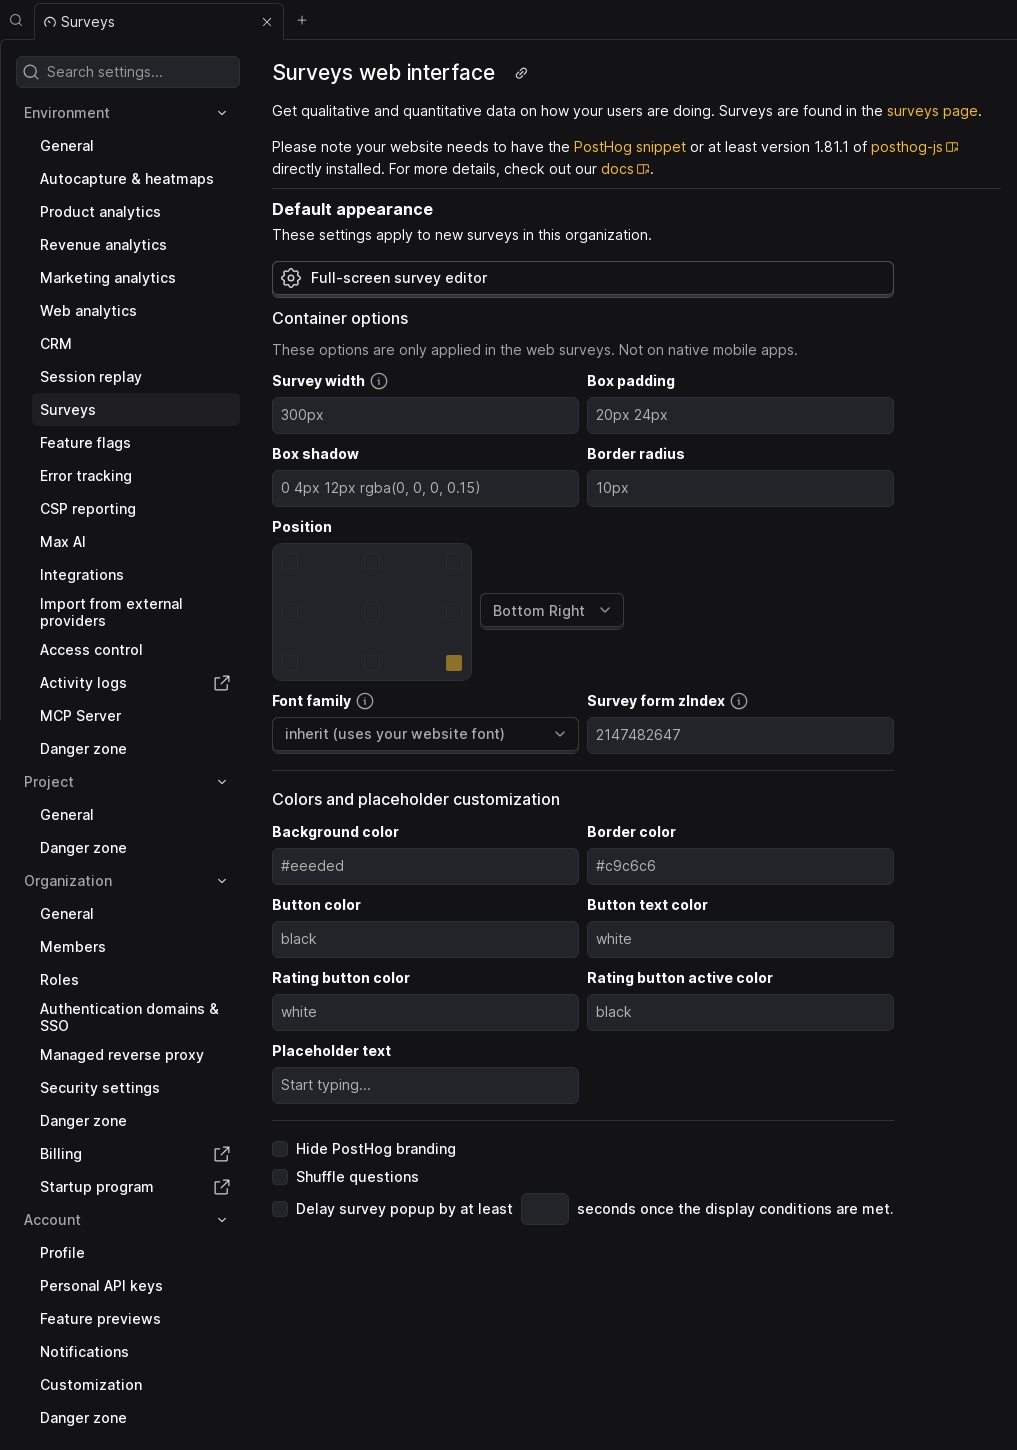 Surveys
Search settings...
Environment
General
Autocapture & heatmaps
Product analytics
Revenue analytics
Marketing analytics
Web analytics
CRM
Session replay
Surveys
Feature flags
Error tracking
CSP reporting
Max AI
Integrations
Import from external
providers
Access control
Activity logs
MCP Server
Danger zone
Project
General
Danger zone
Organization
General
Members
Roles
Authentication domains &
SSO
Managed reverse proxy
Security settings
Danger zone
Billing
Startup program
Account
Profile
Personal API keys
Feature previews
Notifications
Customization
Danger zone
Surveys web interface
Get qualitative and quantitative data on how your users are doing. Surveys are found in the surveys page.
Please note your website needs to have the PostHog snippet or at least version 1.81.1 of posthog-js
directly installed. For more details, check out our docs.
Default appearance
These settings apply to new surveys in this organization.
Full-screen survey editor
Container options
These options are only applied in the web surveys. Not on native mobile apps.
Survey width Box padding
300px 20px 24px
Box shadow Border radius
0 4px 12px rgba(0, 0, 0, 0.15) 10px
Position
Bottom Right
Font family Survey form zIndex
inherit (uses your website font) 2147482647
Colors and placeholder customization
Background color Border color
#eeeded #c9c6c6
Button color Button text color
black white
Rating button color Rating button active color
white black
Placeholder text
Start typing...
Hide PostHog branding
Shuffle questions
Delay survey popup by at least seconds once the display conditions are met.